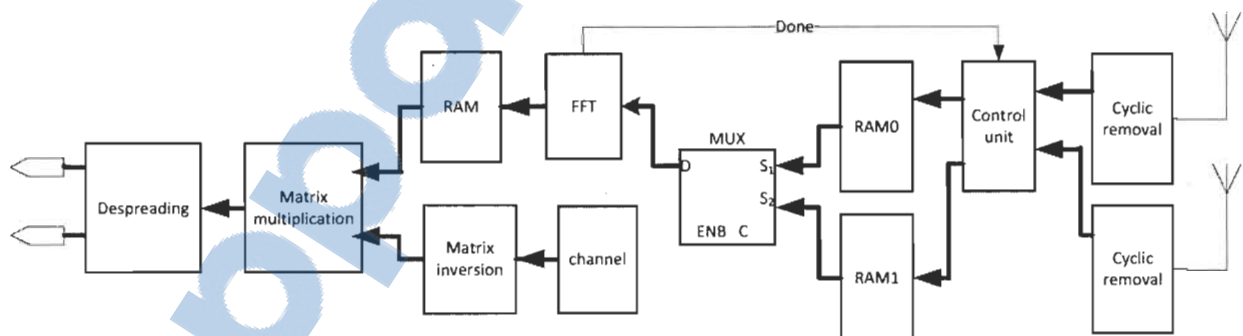 Done
RAM
FFT
MUX
D
S1
S2
ENB C
RAM0
RAM1
Control
unit
Cyclic
removal
Cyclic
removal
Despreading
Matrix
multiplication
Matrix
inversion
channel